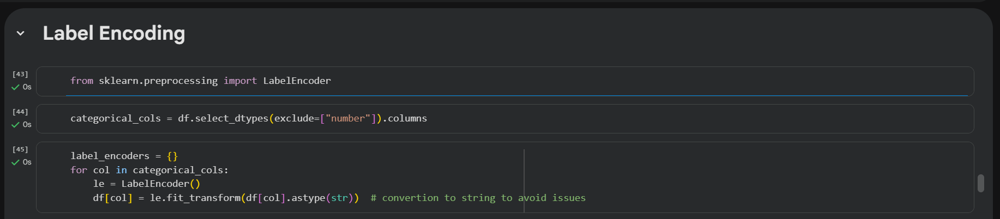 Label Encoding
[43]
0s
from sklearn.preprocessing import LabelEncoder
[44]
0s
categorical_cols = df.select_dtypes(exclude=["number"]).columns
[45]
0s
label_encoders = {}
for col in categorical_cols:
    le = LabelEncoder()
    df[col] = le.fit_transform(df[col].astype(str))  # convertion to string to avoid issues